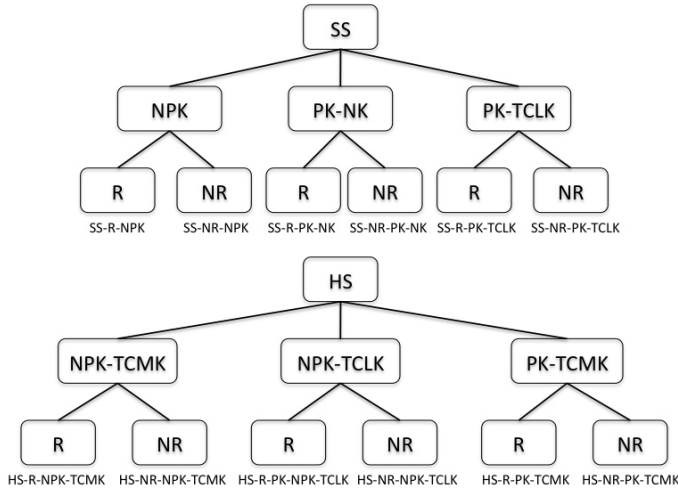 SS
NPK PK-NK PK-TCLK
R NR R NR R NR
SS-R-NPK SS-NR-NPK SS-R-PK-NK SS-NR-PK-NK SS-R-PK-TCLK SS-NR-PK-TCLK
HS
NPK-TCMK NPK-TCLK PK-TCMK
R NR R NR R NR
HS-R-NPK-TCMK HS-NR-NPK-TCMK HS-R-PK-NPK-TCLK HS-NR-NPK-TCLK HS-R-PK-TCMK HS-NR-PK-TCMK